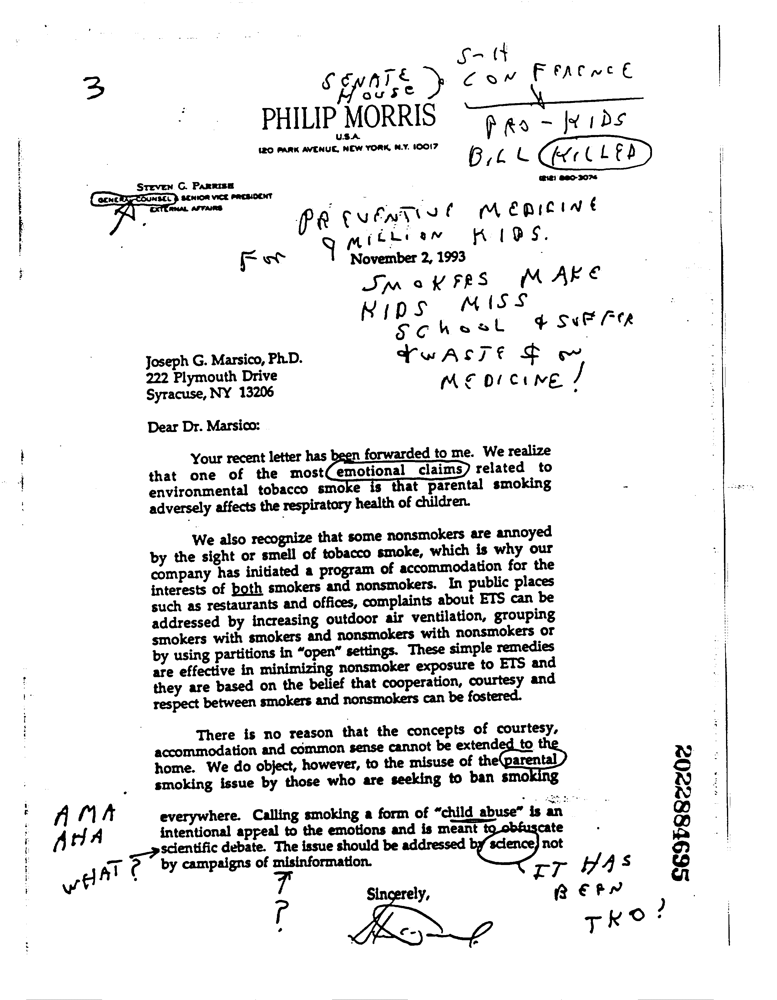 3
SENATE
HOUSE
S-H
CONFERENCE
PHILIP MORRIS
U.S.A.
120 PARK AVENUE, NEW YORK, N.Y. 10017
PRO-KIDS
BILL KILLED
(212) 880-3074
STEVEN C. PARRISH
GENERAL COUNSEL & SENIOR VICE PRESIDENT
EXTERNAL AFFAIRS
PREVENTIVE MEDICINE
For 9 MILLION KIDS.
November 2, 1993
SMOKERS MAKE
KIDS MISS
SCHOOL & SUFFER
& WASTE $ on
MEDICINE!
Joseph G. Marsico, Ph.D.
222 Plymouth Drive
Syracuse, NY 13206
Dear Dr. Marsico:
Your recent letter has been forwarded to me. We realize
that one of the most emotional claims related to
environmental tobacco smoke is that parental smoking
adversely affects the respiratory health of children.
We also recognize that some nonsmokers are annoyed
by the sight or smell of tobacco smoke, which is why our
company has initiated a program of accommodation for the
interests of both smokers and nonsmokers. In public places
such as restaurants and offices, complaints about ETS can be
addressed by increasing outdoor air ventilation, grouping
smokers with smokers and nonsmokers with nonsmokers or
by using partitions in "open" settings. These simple remedies
are effective in minimizing nonsmoker exposure to ETS and
they are based on the belief that cooperation, courtesy and
respect between smokers and nonsmokers can be fostered.
There is no reason that the concepts of courtesy,
accommodation and common sense cannot be extended to the
home. We do object, however, to the misuse of the parental
smoking issue by those who are seeking to ban smoking
everywhere. Calling smoking a form of "child abuse" is an
intentional appeal to the emotions and is meant to obfuscate
scientific debate. The issue should be addressed by science, not
by campaigns of misinformation.
AMA
AHA
WHAT?
?
IT HAS
BEEN
TKO!
Sincerely,
2022884695